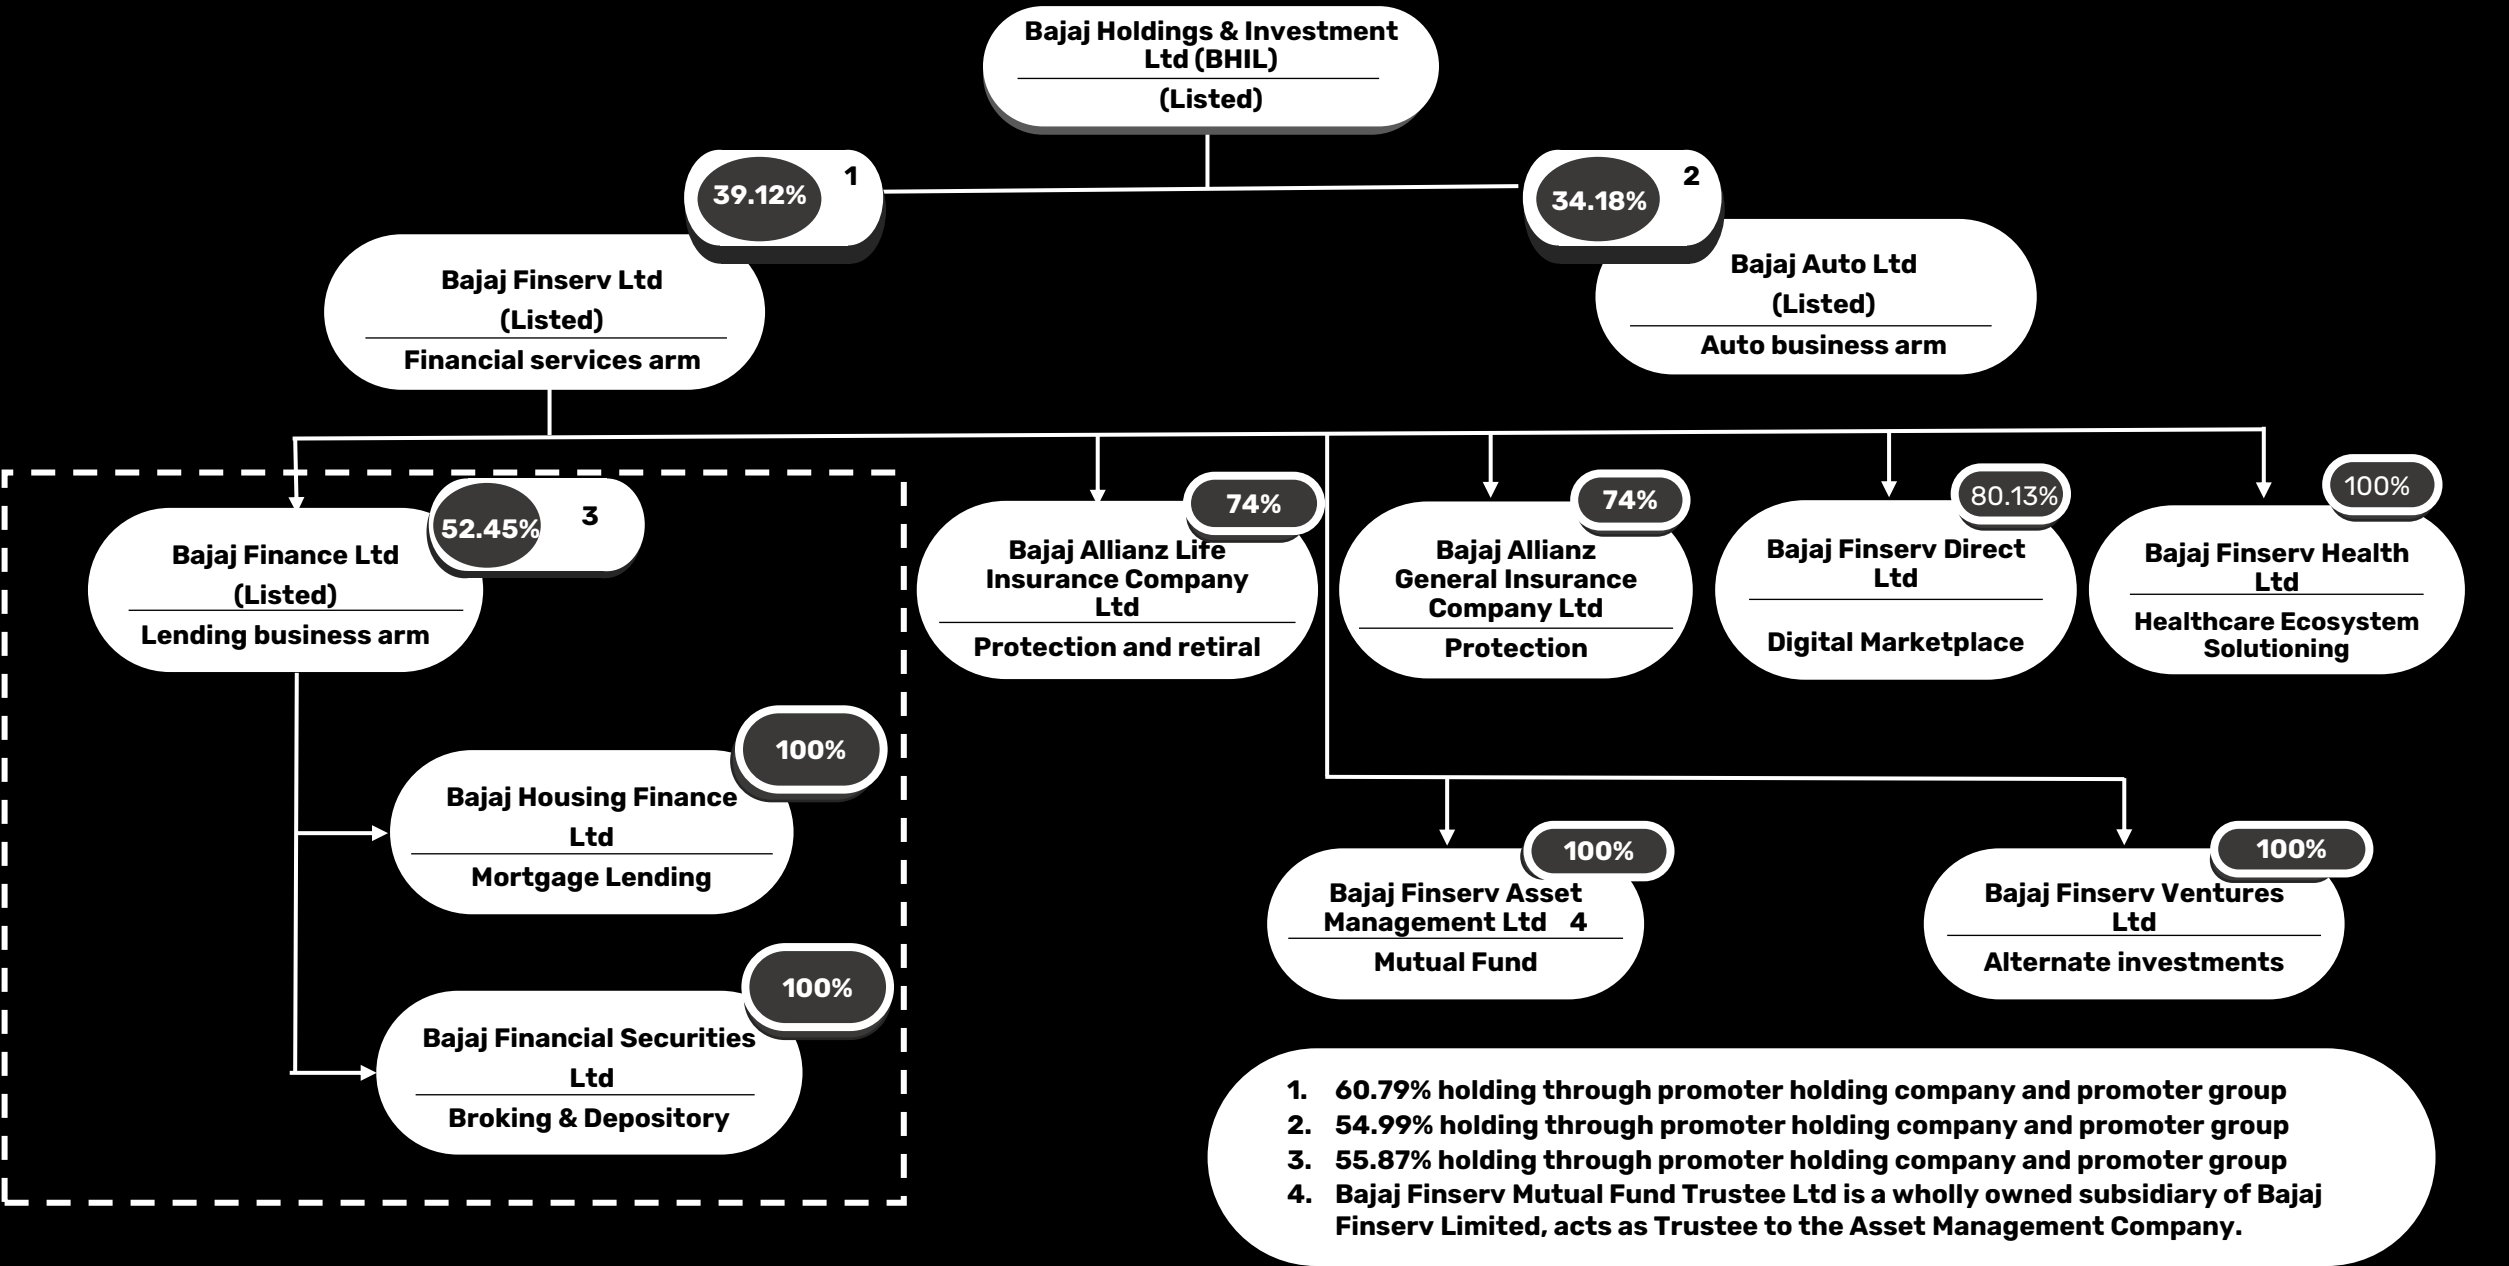 Bajaj Holdings & Investment
Ltd (BHIL)
(Listed)
39.12%
1
34.18%
2
Bajaj Finserv Ltd
(Listed)
Financial services arm
Bajaj Auto Ltd
(Listed)
Auto business arm
52.45%
3
Bajaj Finance Ltd
(Listed)
Lending business arm
74%
Bajaj Allianz Life
Insurance Company
Ltd
Protection and retiral
74%
Bajaj Allianz
General Insurance
Company Ltd
Protection
80.13%
Bajaj Finserv Direct
Ltd
Digital Marketplace
100%
Bajaj Finserv Health
Ltd
Healthcare Ecosystem
Solutioning
100%
Bajaj Housing Finance
Ltd
Mortgage Lending
100%
Bajaj Financial Securities
Ltd
Broking & Depository
100%
Bajaj Finserv Asset
Management Ltd 4
Mutual Fund
100%
Bajaj Finserv Ventures
Ltd
Alternate investments
1. 60.79% holding through promoter holding company and promoter group
2. 54.99% holding through promoter holding company and promoter group
3. 55.87% holding through promoter holding company and promoter group
4. Bajaj Finserv Mutual Fund Trustee Ltd is a wholly owned subsidiary of Bajaj
Finserv Limited, acts as Trustee to the Asset Management Company.